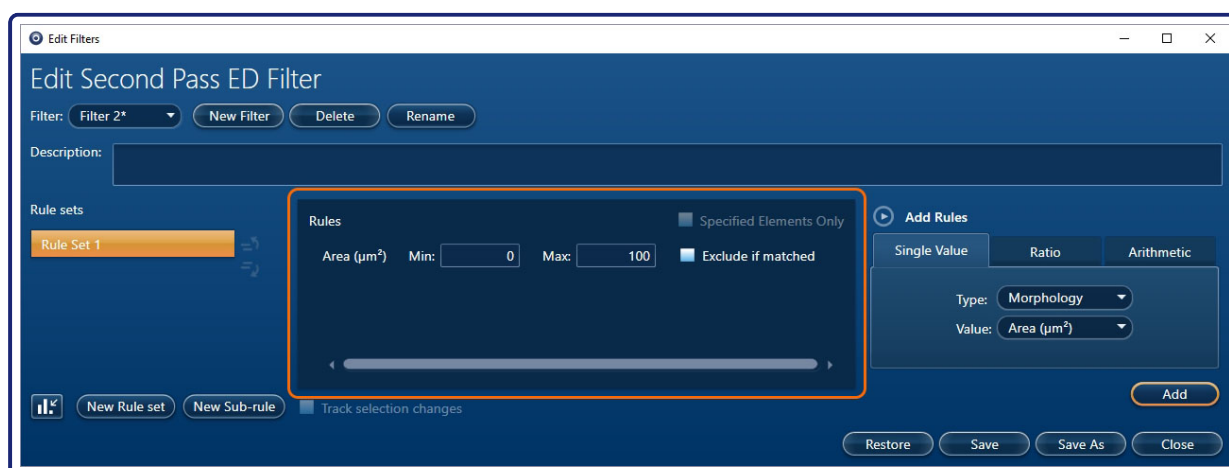 Edit Filters
Edit Second Pass ED Filter
Filter: Filter 2* New Filter Delete Rename
Description:
Rule sets
Rule Set 1
Rules Specified Elements Only
Area (µm²) Min: 0 Max: 100 Exclude if matched
Add Rules
Single Value Ratio Arithmetic
Type: Morphology
Value: Area (µm²)
Add
New Rule set New Sub-rule Track selection changes
Restore Save Save As Close